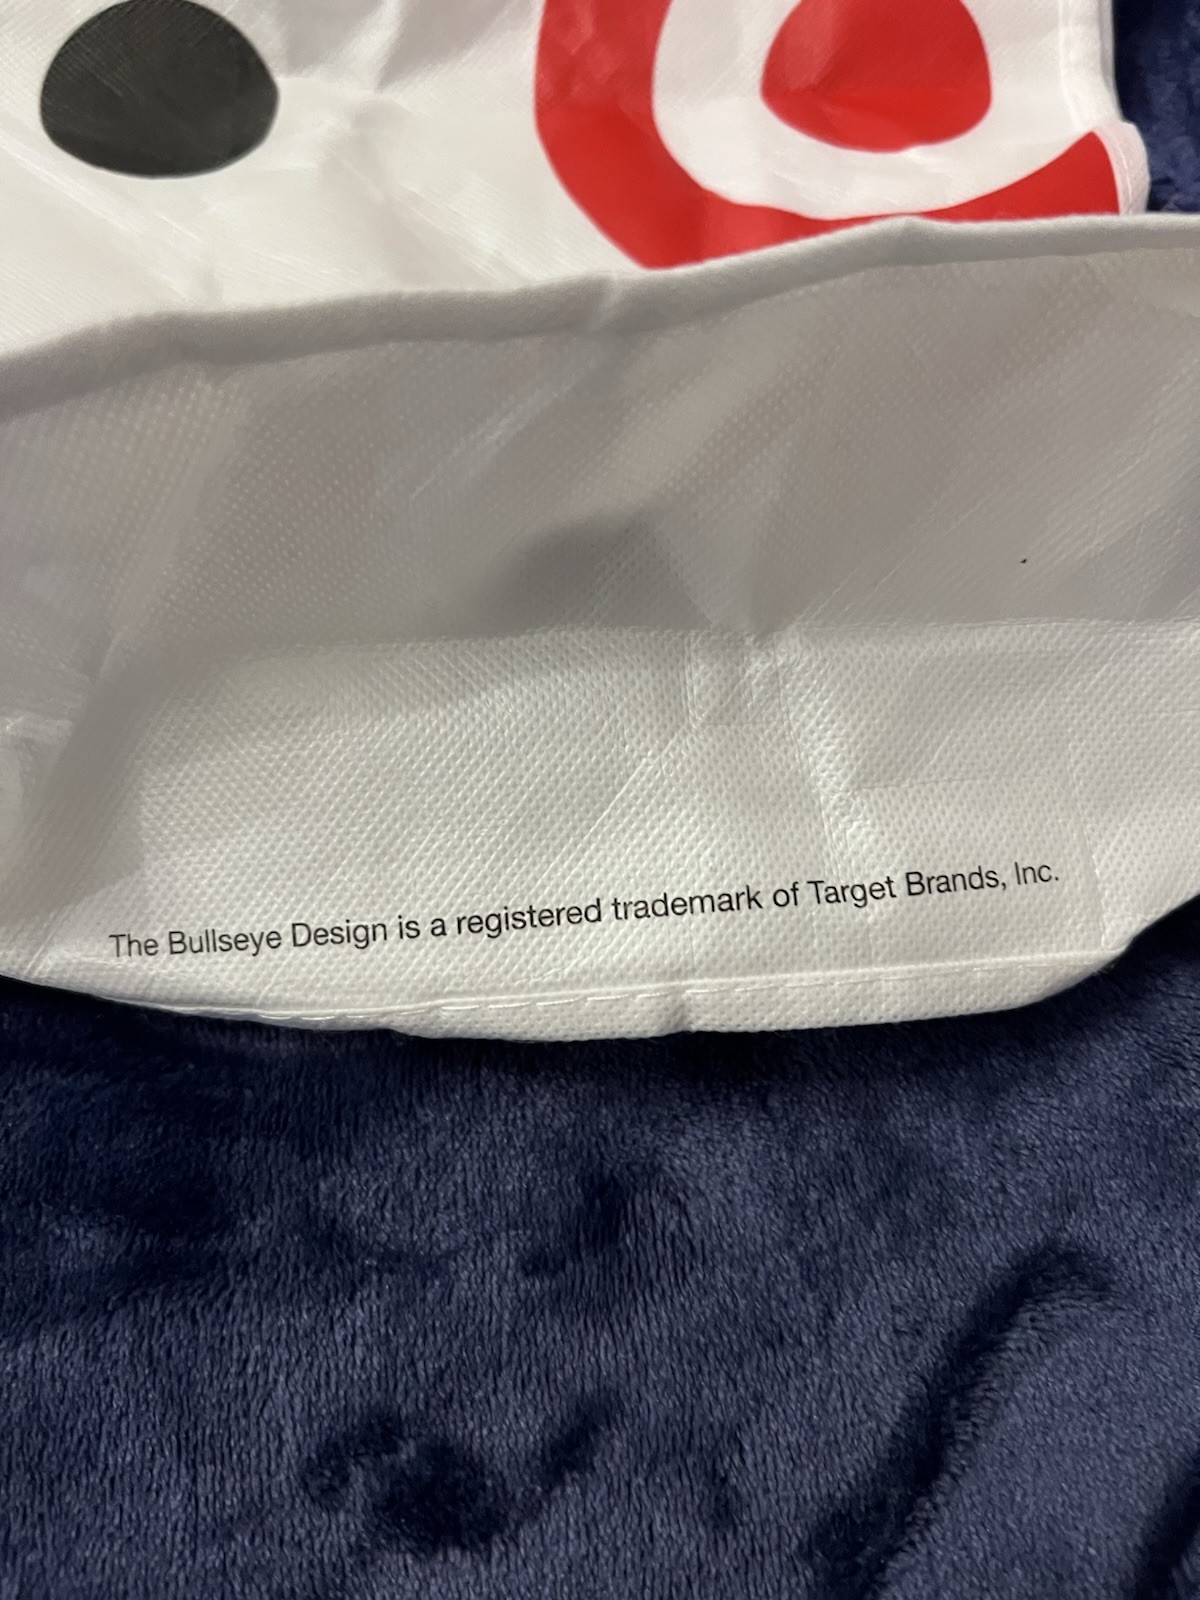 The Bullseye Design is a registered trademark of Target Brands, Inc.